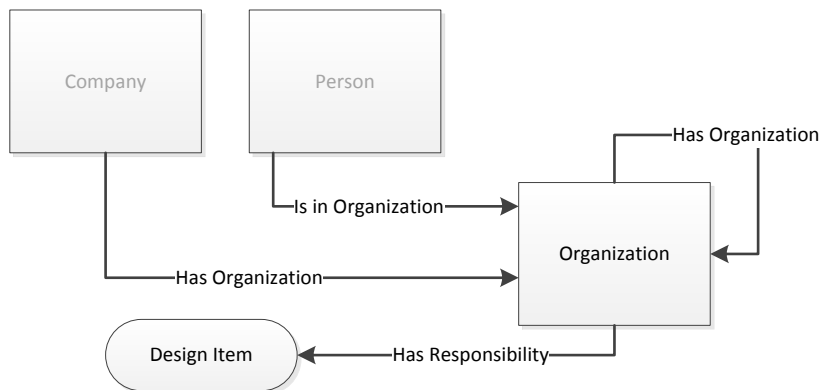 Company
Person
Has Organization
Is in Organization
Organization
Has Organization
Design Item
Has Responsibility